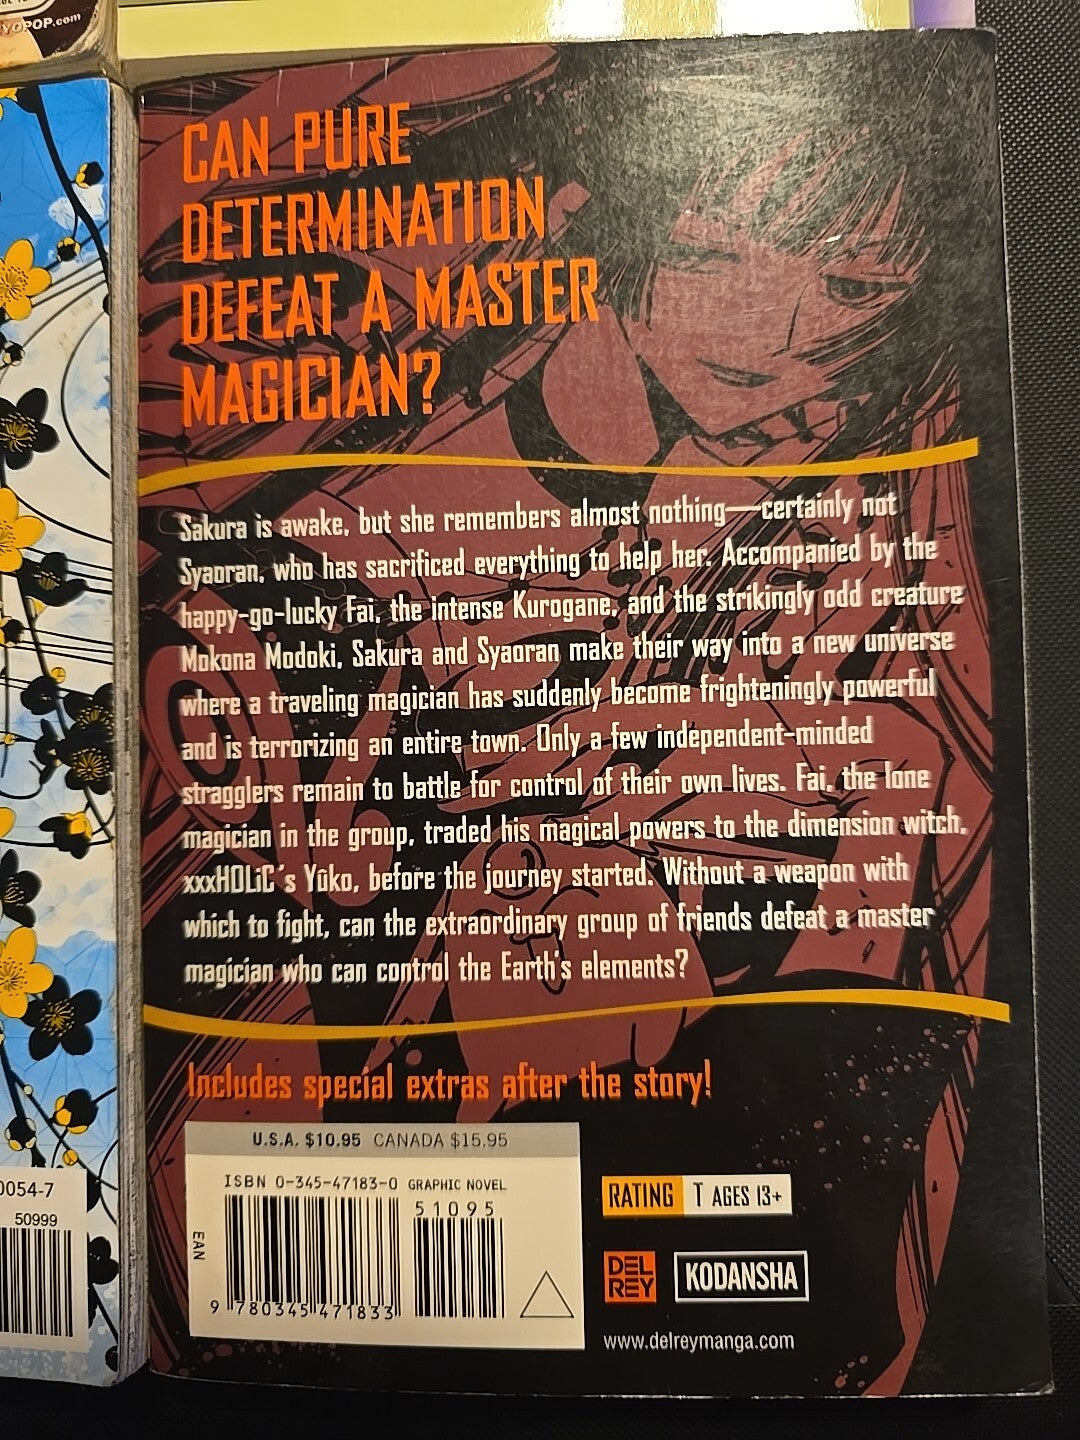 YOPOP.com
CAN PURE
DETERMINATION
DEFEAT A MASTER
MAGICIAN?
Sakura is awake, but she remembers almost nothing—certainly not
Syaoran, who has sacrificed everything to help her. Accompanied by the
happy-go-lucky Fai, the intense Kurogane, and the strikingly odd creature
Mokona Modoki, Sakura and Syaoran make their way into a new universe
where a traveling magician has suddenly become frighteningly powerful
and is terrorizing an entire town. Only a few independent-minded
stragglers remain to battle for control of their own lives. Fai, the lone
magician in the group, traded his magical powers to the dimension witch,
xxxHOLiC's Yûko, before the journey started. Without a weapon with
which to fight, can the extraordinary group of friends defeat a master
magician who can control the Earth's elements?
Includes special extras after the story!
U.S.A. $10.95 CANADA $15.95
ISBN 0-345-47183-0 GRAPHIC NOVEL
51095
EAN
9 780345 471833
RATING T AGES 13+
DEL
REY
KODANSHA
www.delreymanga.com
0054-7
50999